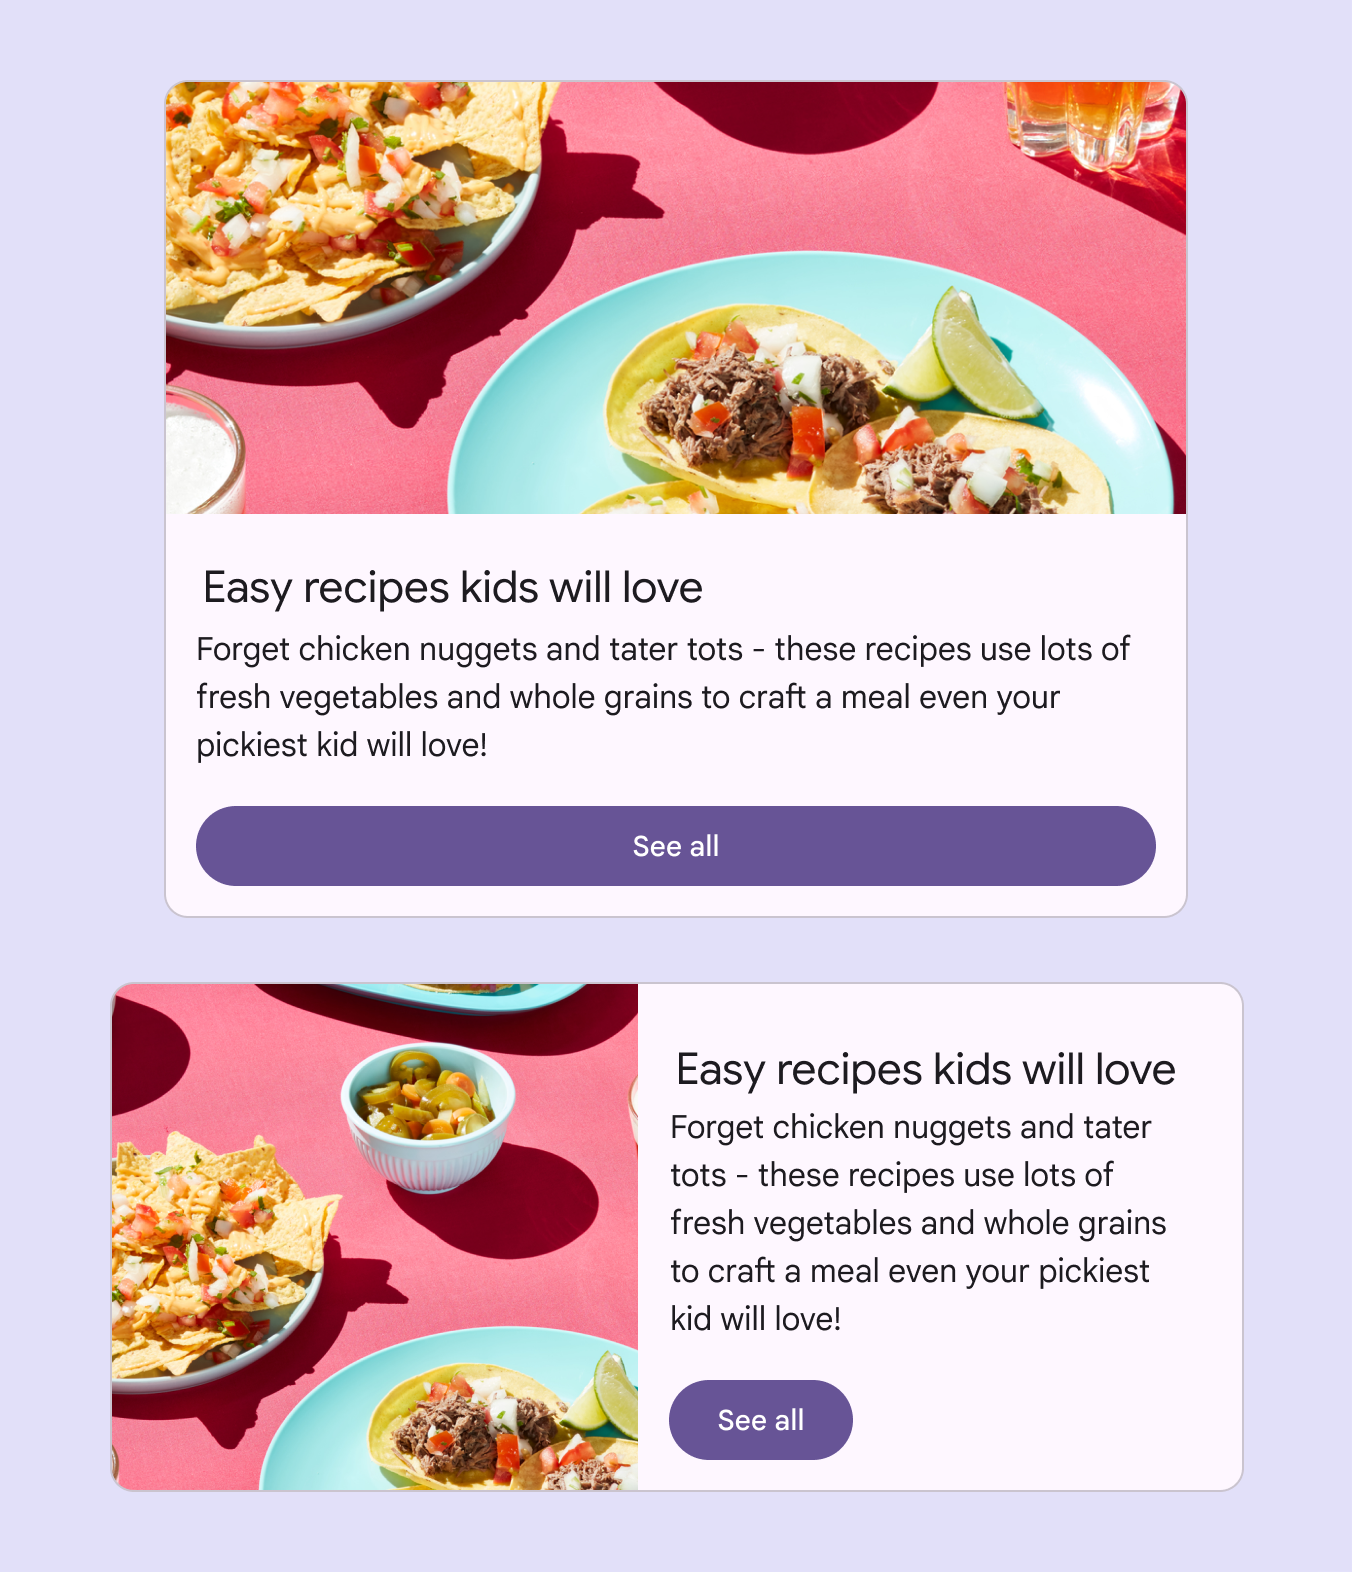 Easy recipes kids will love
Forget chicken nuggets and tater tots - these recipes use lots of
fresh vegetables and whole grains to craft a meal even your
pickiest kid will love!
See all
Easy recipes kids will love
Forget chicken nuggets and tater
tots - these recipes use lots of
fresh vegetables and whole grains
to craft a meal even your pickiest
kid will love!
See all